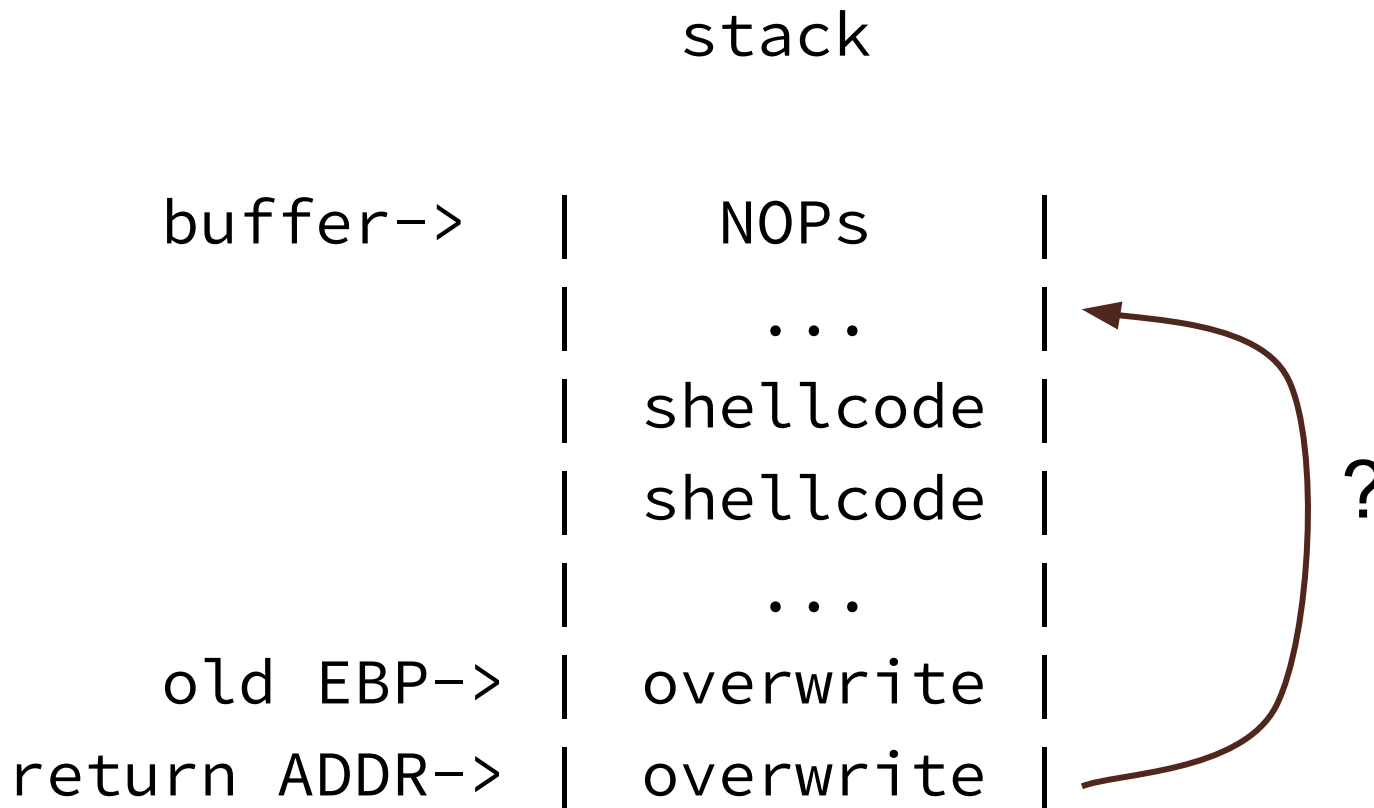 stack
buffer-> | NOPs |
| ... |
| shellcode |
| shellcode |
?
| ... |
old EBP-> | overwrite |
return ADDR-> | overwrite |